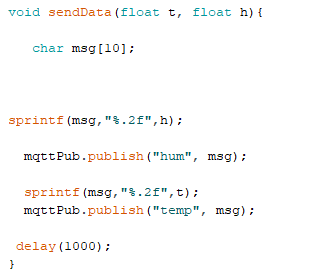 void sendData(float t, float h){
char msg[10];
sprintf(msg,"%.2f",h);
mqttPub.publish("hum", msg);
sprintf(msg,"%.2f",t);
mqttPub.publish("temp", msg);
delay(1000);
}